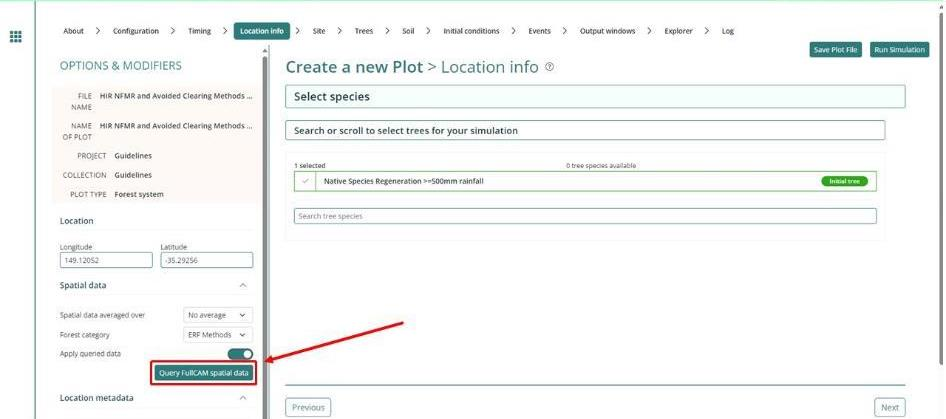 About > Configuration > Timing > Location info > Site > Trees > Soil > Initial conditions > Events > Output windows > Explorer > Log
Save Plot File
Run Simulation
OPTIONS & MODIFIERS
FILE NAME
HIR NFMR and Avoided Clearing Methods ...
NAME OF PLOT
HIR NFMR and Avoided Clearing Methods ...
PROJECT
Guidelines
COLLECTION
Guidelines
PLOT TYPE
Forest system
Location
Longitude
Latitude
149.12052
-35.29256
Spatial data
Spatial data averaged over
No average
Forest category
ERF Methods
Apply queried data
Query FullCAM spatial data
Location metadata
Create a new Plot > Location info
Select species
Search or scroll to select trees for your simulation
1 selected
0 tree species available
Native Species Regeneration >=500mm rainfall
Initial tree
Search tree species
Previous
Next